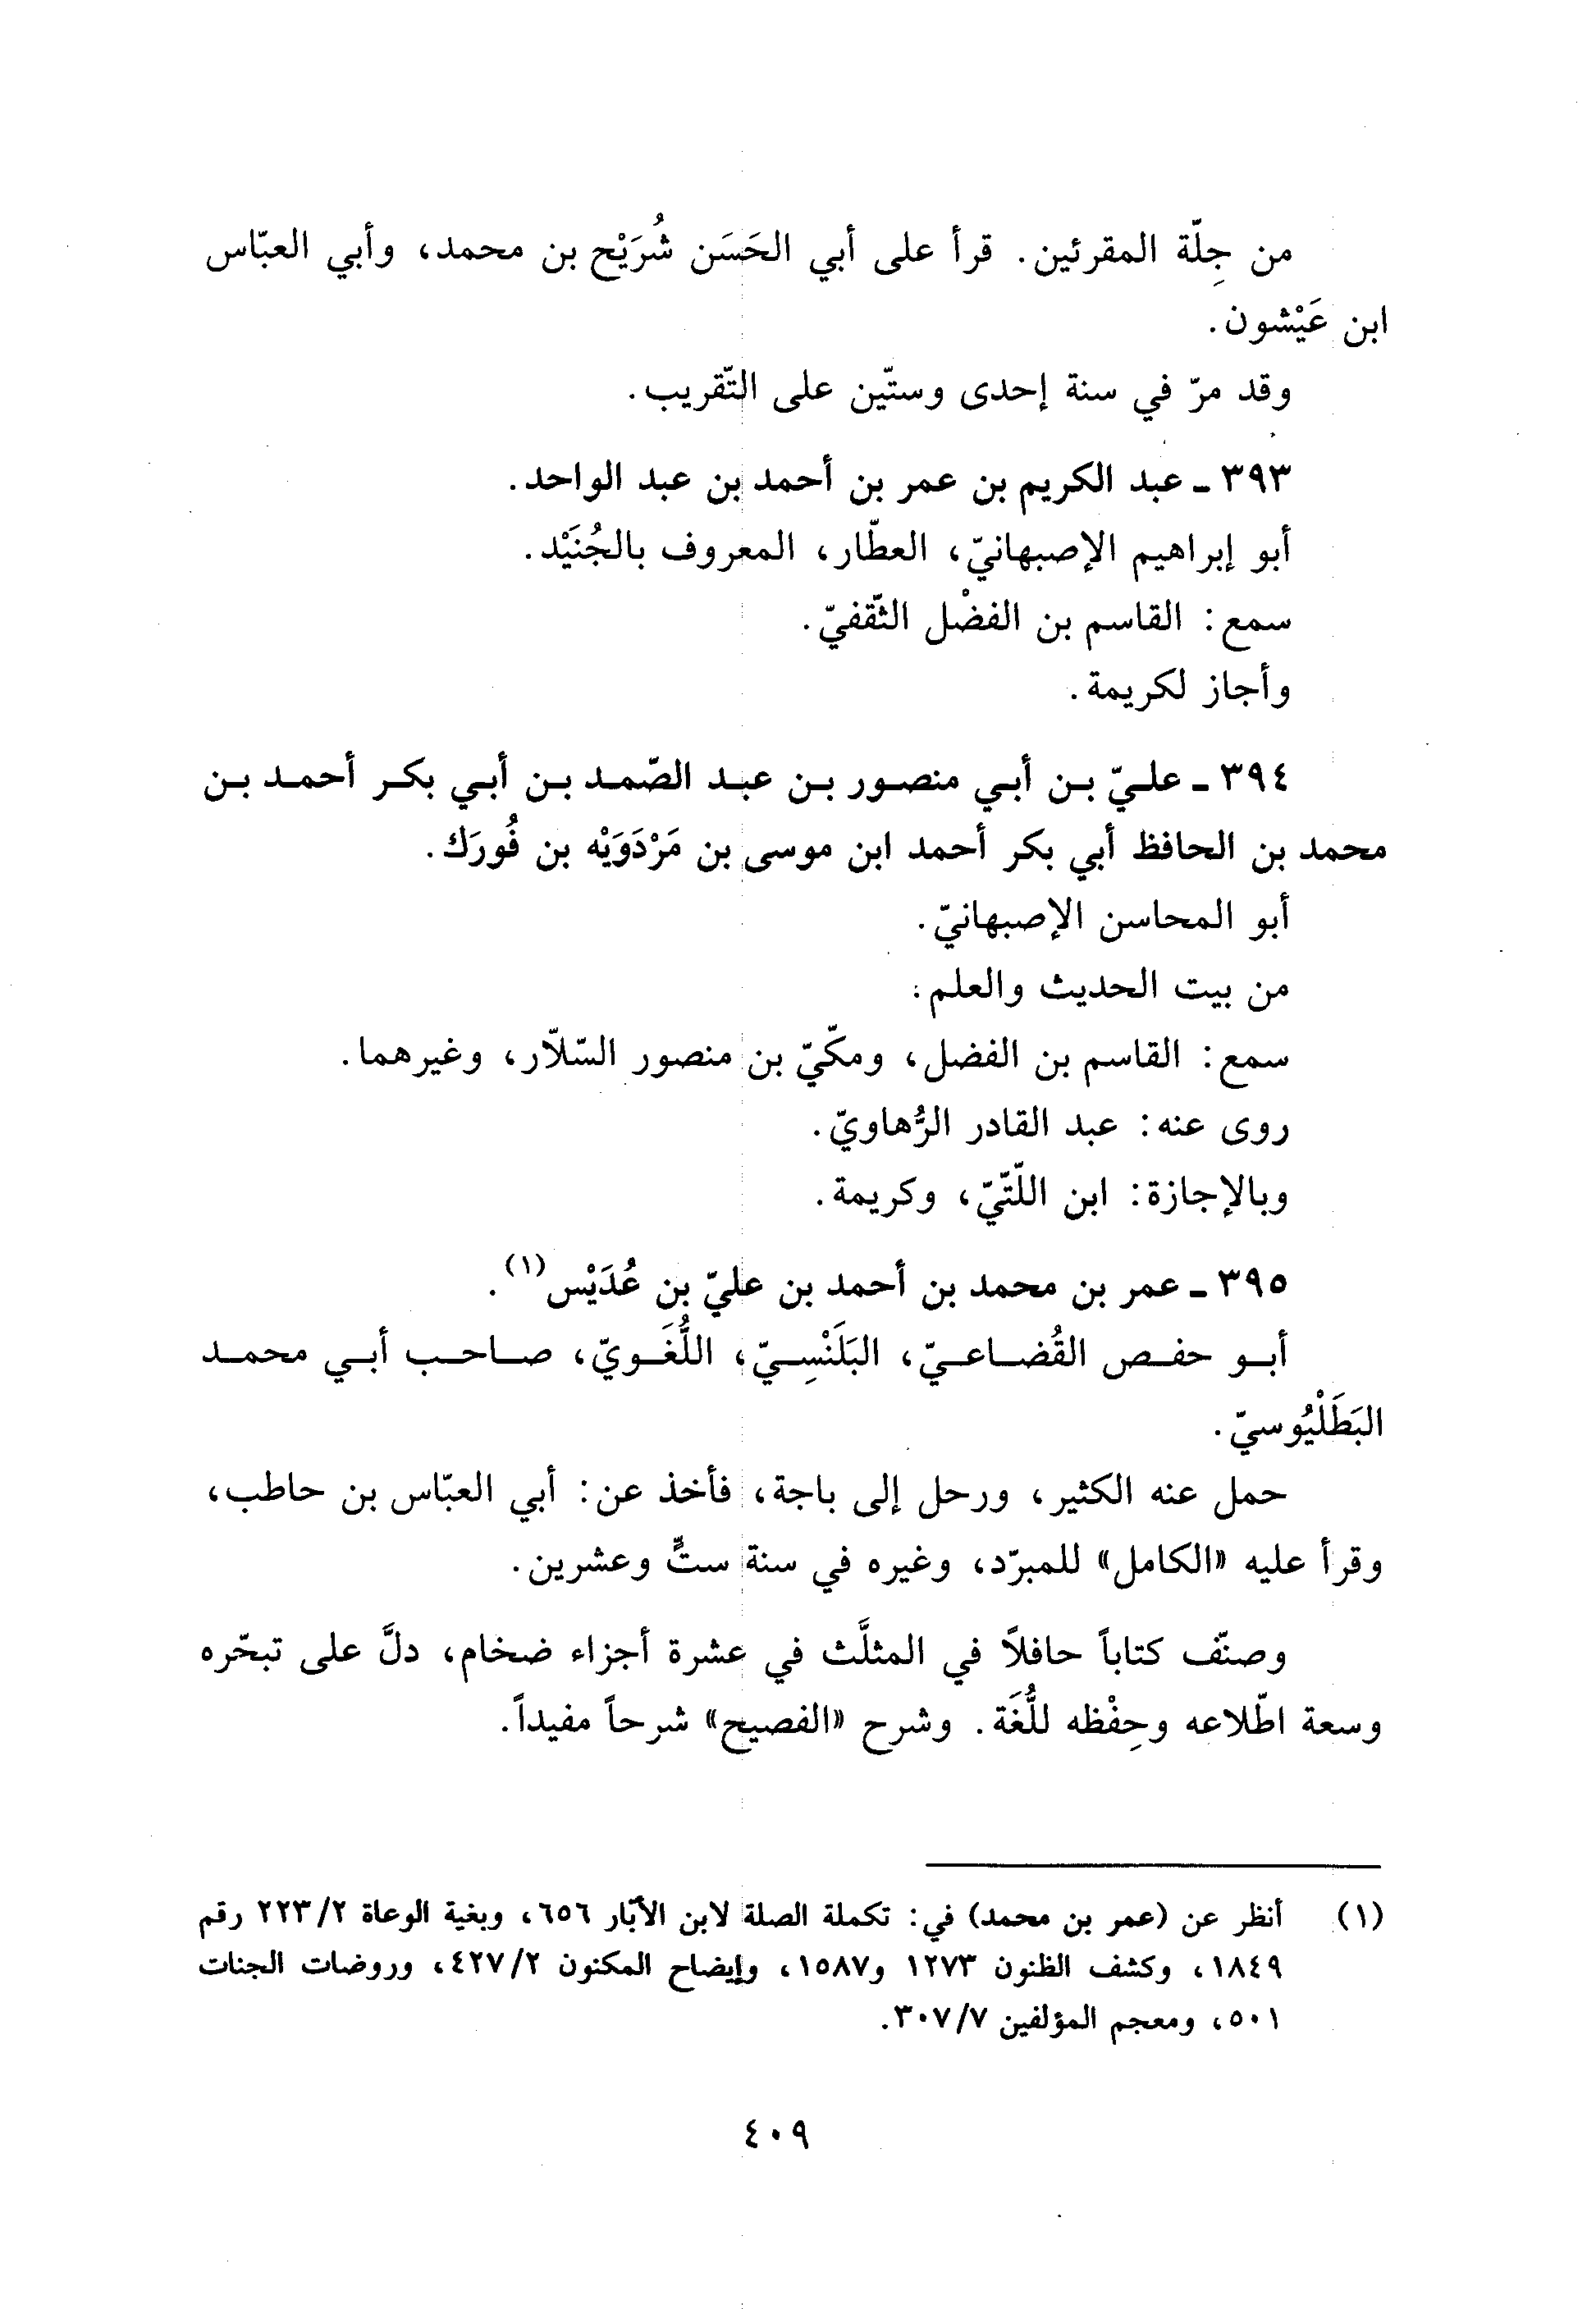 من جِلّة المقرئين. قرأ على أبي الحَسَن شُرَيْح بن محمد، وأبي العبّاس
ابن عَيْشون.
وقد مرّ في سنة إحدى وستّين على التّقريب.
٣٩٣ ـ عبد الكريم بن عمر بن أحمد بن عبد الواحد.
أبو إبراهيم الإصبهانيّ، العطّار، المعروف بالجُنَيْد.
سمع: القاسم بن الفضْل الثّقفيّ.
وأجاز لكريمة.
٣٩٤ ـ عليّ بن أبي منصور بن عبد الصّمد بن أبي بكر أحمد بن
محمد بن الحافظ أبي بكر أحمد ابن موسى بن مَرْدَوَيْه بن فُورَك.
أبو المحاسن الإصبهانيّ.
من بيت الحديث والعلم:
سمع: القاسم بن الفضل، ومكّيّ بن منصور السّلّار، وغيرهما.
روى عنه: عبد القادر الرُّهاويّ.
وبالإجازة: ابن اللّتّيّ، وكريمة.
٣٩٥ ـ عمر بن محمد بن أحمد بن عليّ بن عُدَيْس(١).
أبو حفص القُضاعيّ، البَلَنْسِيّ، اللُّغَويّ، صاحب أبي محمد
البَطَلْيُوسيّ.
حمل عنه الكثير، ورحل إلى باجة، فأخذ عن: أبي العبّاس بن حاطب،
وقرأ عليه «الكامل» للمبرّد، وغيره في سنة ستٍّ وعشرين.
وصنّف كتاباً حافلاً في المثلَّث في عشرة أجزاء ضخام، دلَّ على تبحّره
وسعة اطّلاعه وحِفْظه للُّغَة. وشرح «الفصيح» شرحاً مفيداً.
(١) أنظر عن (عمر بن محمد) في: تكملة الصلة لابن الأبّار ٦٥٦، وبغية الوعاة ٢/‏٢٢٣ رقم
١٨٤٩، وكشف الظنون ١٢٧٣ و١٥٨٧، وإيضاح المكنون ٢/‏٤٢٧، وروضات الجنات
٥٠١، ومعجم المؤلفين ٧/‏٣٠٧.
٤٠٩